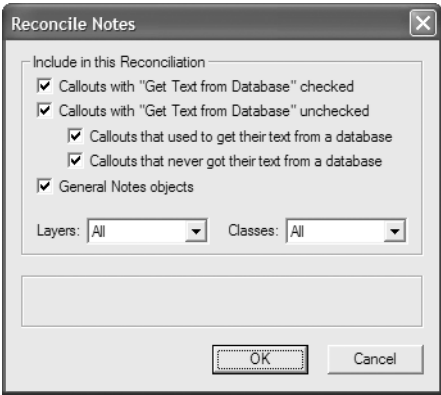 Reconcile Notes
Include in this Reconciliation
Callouts with "Get Text from Database" checked
Callouts with "Get Text from Database" unchecked
Callouts that used to get their text from a database
Callouts that never got their text from a database
General Notes objects
Layers: All Classes: All
OK Cancel